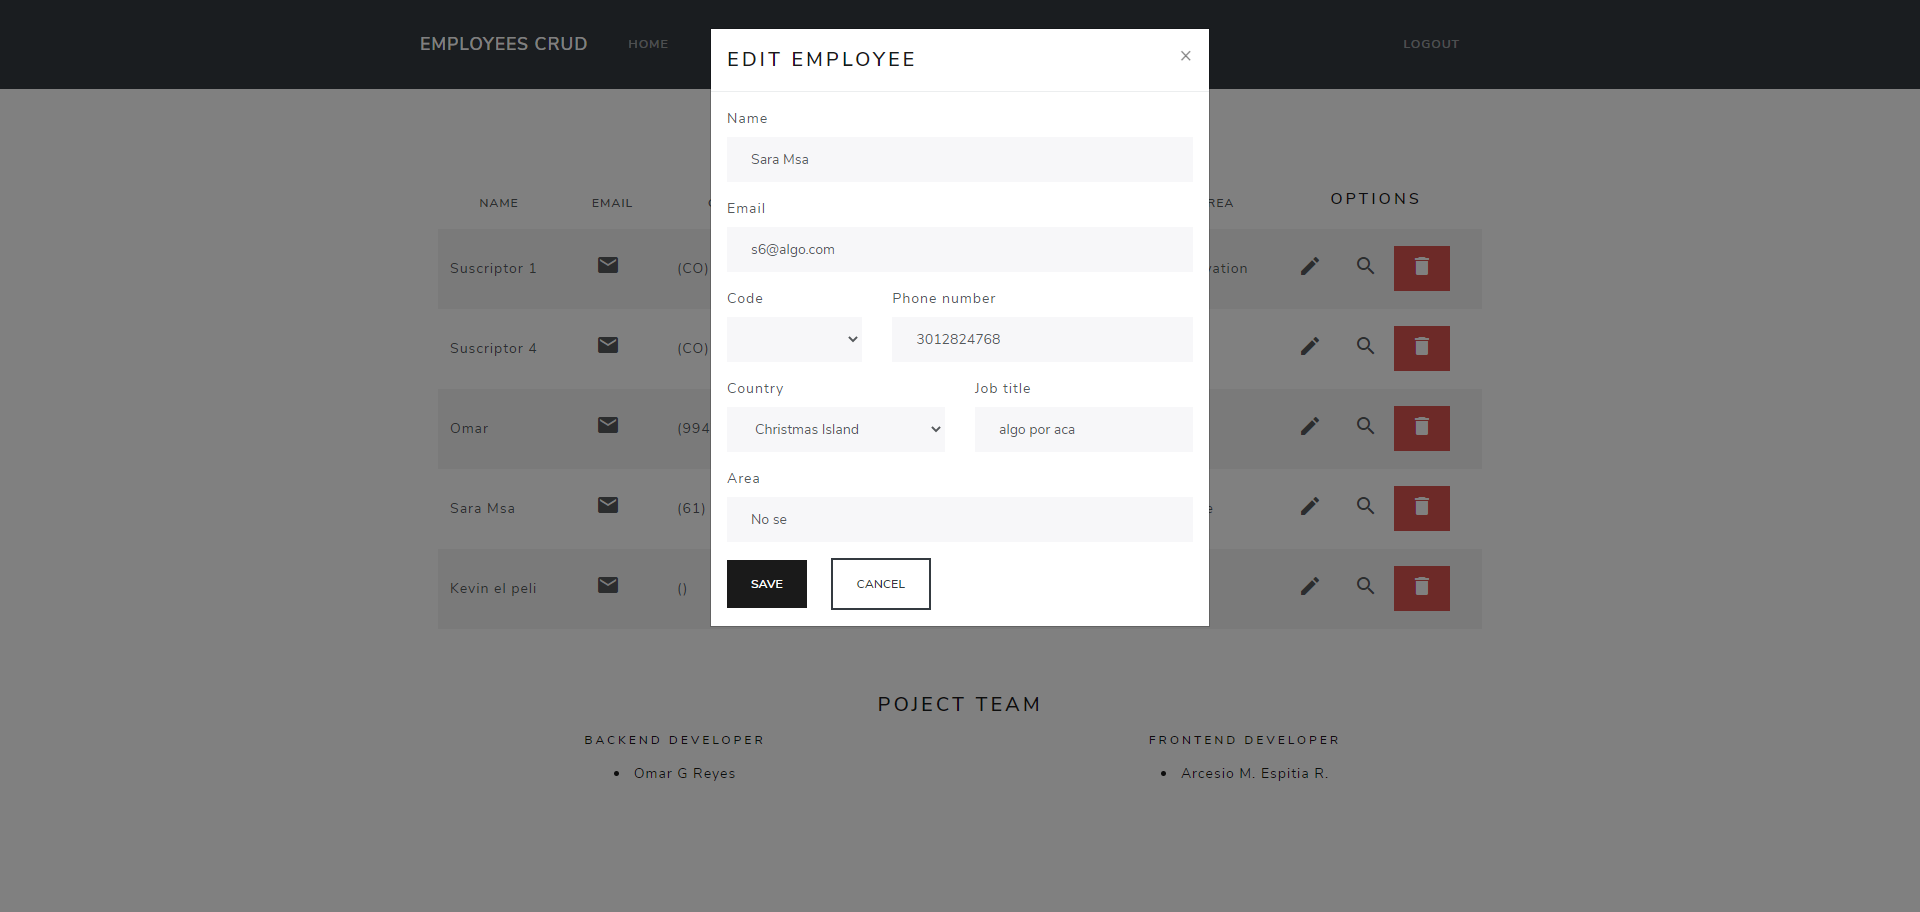 EMPLOYEES CRUD HOME LOGOUT
EDIT EMPLOYEE ×
Name
Sara Msa
Email
s6@algo.com
Code Phone number
3012824768
Country Job title
Christmas Island algo por aca
Area
No se
SAVE CANCEL
NAME EMAIL OPTIONS
Suscriptor 1 (CO)
Suscriptor 4 (CO)
Omar (994
Sara Msa (61)
Kevin el peli ()
POJECT TEAM
BACKEND DEVELOPER FRONTEND DEVELOPER
• Omar G Reyes • Arcesio M. Espitia R.